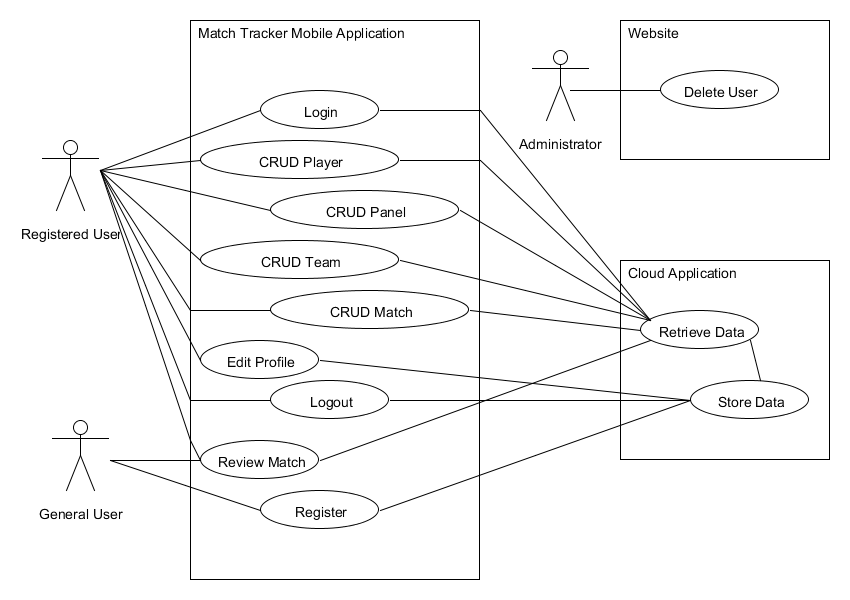 Match Tracker Mobile Application
Website
Login
Delete User
Administrator
CRUD Player
CRUD Panel
Registered User
CRUD Team
Cloud Application
CRUD Match
Retrieve Data
Edit Profile
Logout
Store Data
Review Match
General User
Register